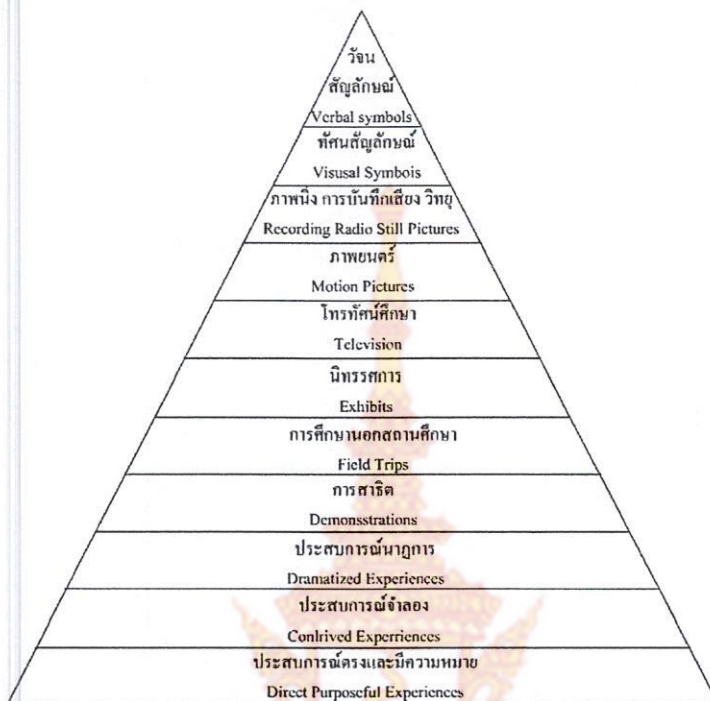 วัจน
สัญลักษณ์
Verbal symbols
ทัศนสัญลักษณ์
Visusal Symbois
ภาพนิ่ง การบันทึกเสียง วิทยุ
Recording Radio Still Pictures
ภาพยนตร์
Motion Pictures
โทรทัศน์ศึกษา
Television
นิทรรศการ
Exhibits
การศึกษานอกสถานศึกษา
Field Trips
การสาธิต
Demonsstrations
ประสบการณ์นาฏการ
Dramatized Experiences
ประสบการณ์จำลอง
Conlrived Experriences
ประสบการณ์ตรงและมีความหมาย
Direct Purposeful Experiences